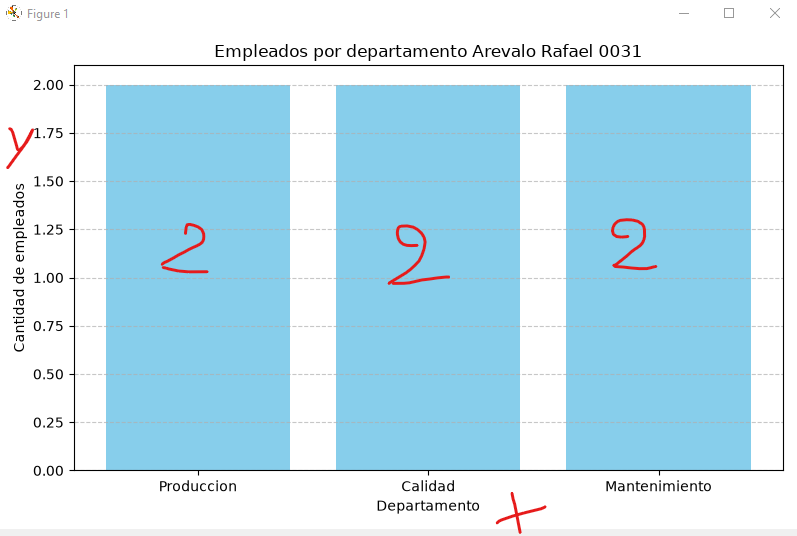 Figure 1
Empleados por departamento Arevalo Rafael 0031
y
Cantidad de empleados
2.00
1.75
1.50
1.25
1.00
0.75
0.50
0.25
0.00
2 2 2
Produccion Calidad Mantenimiento
Departamento
x